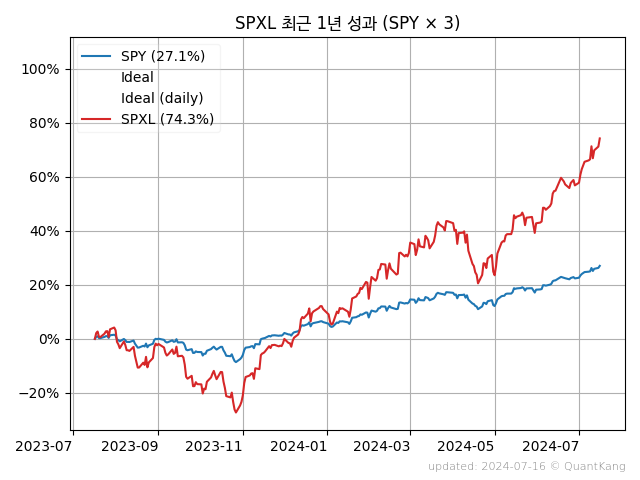 SPXL 최근 1년 성과 (SPY × 3)
SPY (27.1%)
Ideal
Ideal (daily)
SPXL (74.3%)
100%
80%
60%
40%
20%
0%
−20%
2023-07
2023-09
2023-11
2024-01
2024-03
2024-05
2024-07
updated: 2024-07-16 © QuantKang